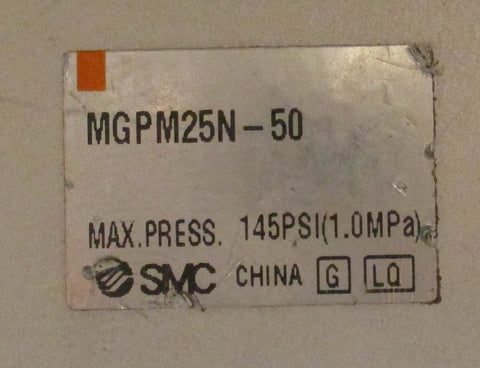 MGPM25N-50
MAX.PRESS. 145PSI(1.0MPa)
SMC CHINA G LQ